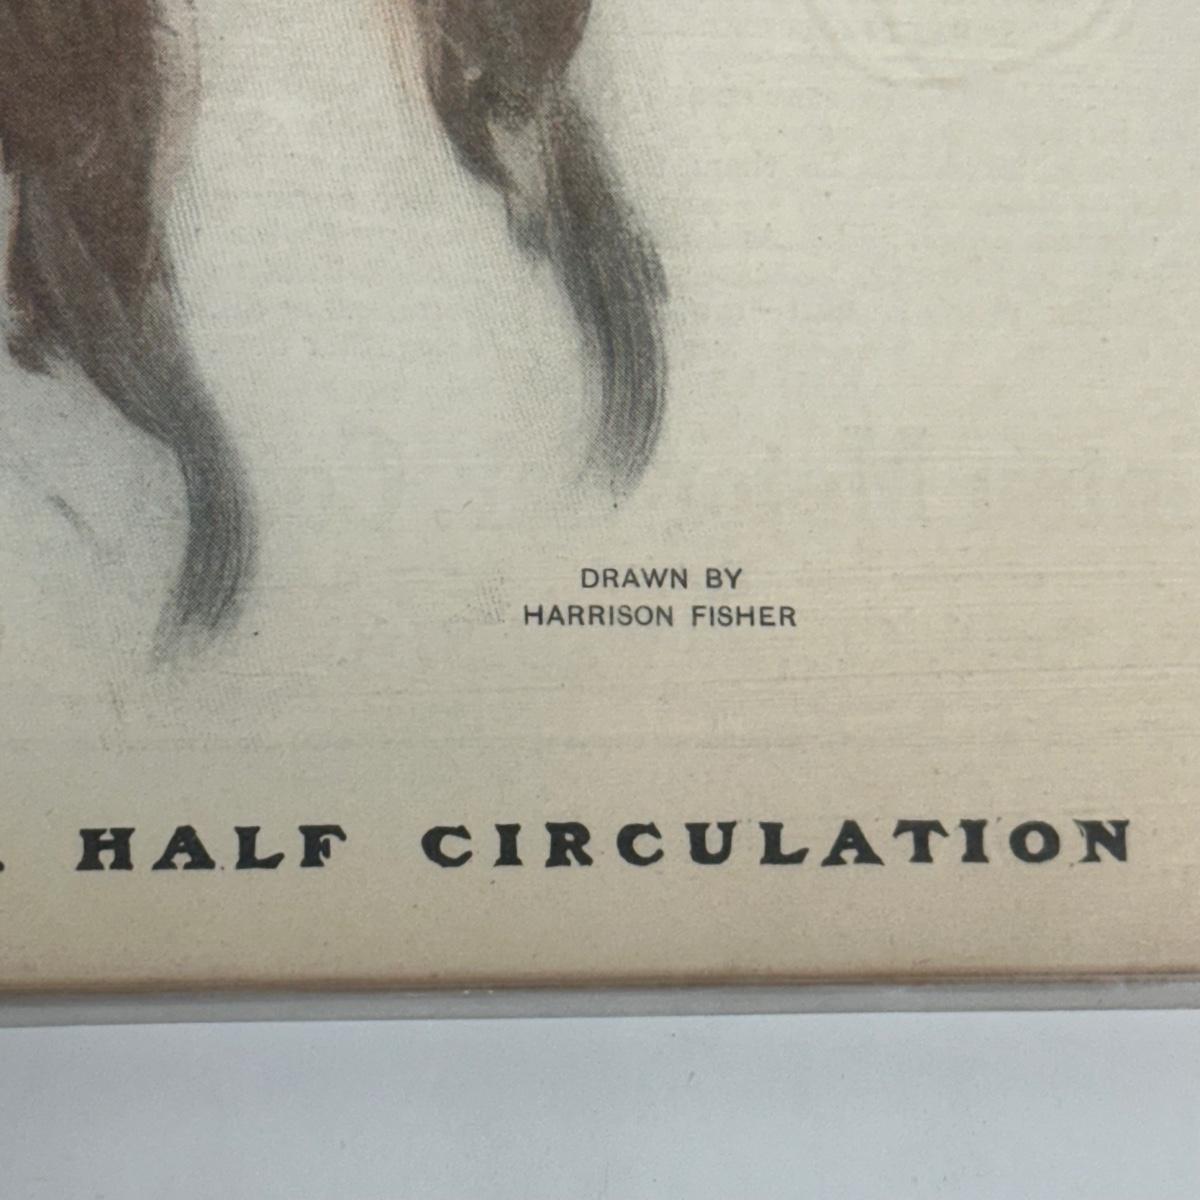 DRAWN BY
HARRISON FISHER
HALF CIRCULATION